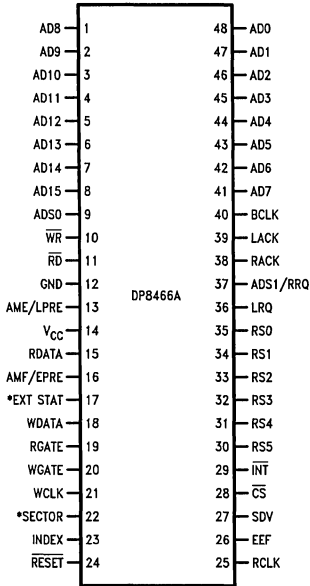 AD8 1 48 AD0
AD9 2 47 AD1
AD10 3 46 AD2
AD11 4 45 AD3
AD12 5 44 AD4
AD13 6 43 AD5
AD14 7 42 AD6
AD15 8 41 AD7
ADS0 9 40 BCLK
W̅R̅ 10 39 LACK
R̅D̅ 11 38 RACK
GND 12 37 ADS1/RRQ
DP8466A
AME/LPRE 13 36 LRQ
VCC 14 35 RS0
RDATA 15 34 RS1
AMF/EPRE 16 33 RS2
*EXT STAT 17 32 RS3
WDATA 18 31 RS4
RGATE 19 30 RS5
WGATE 20 29 I̅N̅T̅
WCLK 21 28 C̅S̅
*SECTOR 22 27 SDV
INDEX 23 26 EEF
R̅E̅S̅E̅T̅ 24 25 RCLK